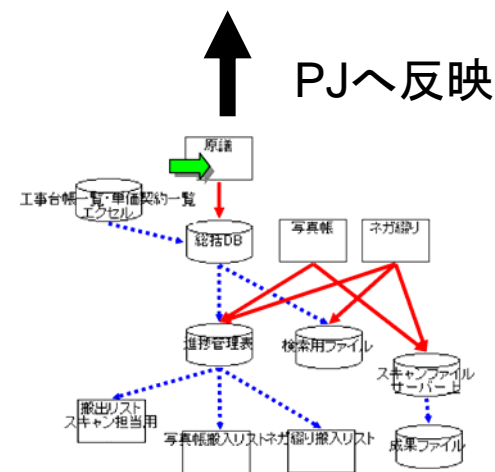 PJへ反映
原議
工事台帳一覧・単価契約一覧
エクセル
総括DB
写真帳
ネガ綴り
進捗管理表
検索用ファイル
スキャンファイル
サーバー上
搬出リスト
スキャン担当用
写真帳搬入リスト
ネガ綴り搬入リスト
成果ファイル